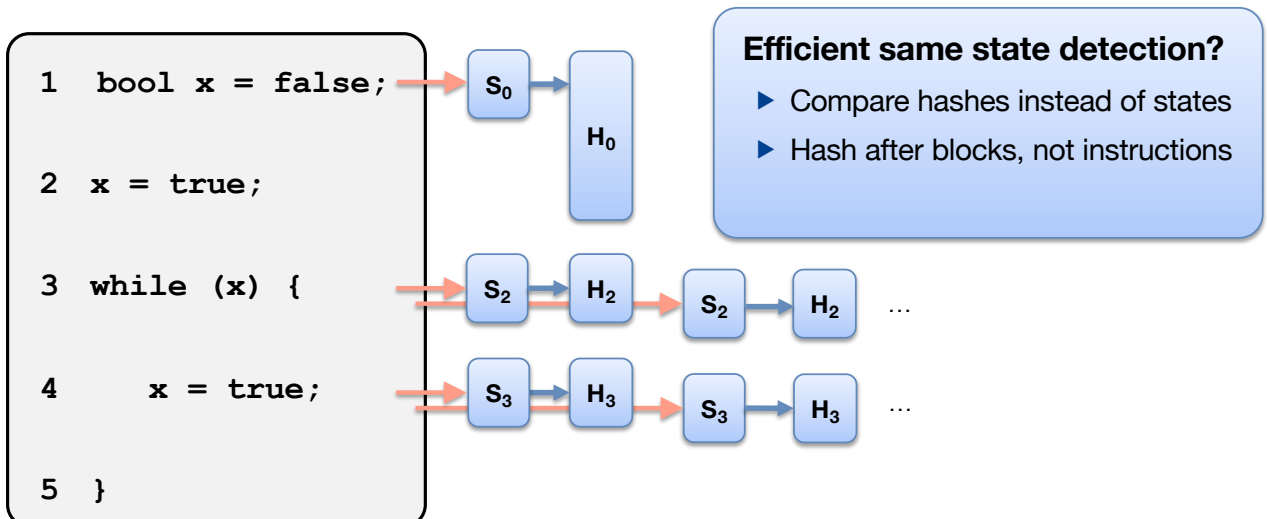 1 bool x = false;
S₀
H₀
2 x = true;
3 while (x) {
S₂ H₂ S₂ H₂ ...
4 x = true;
S₃ H₃ S₃ H₃ ...
5 }
Efficient same state detection?
▶ Compare hashes instead of states
▶ Hash after blocks, not instructions